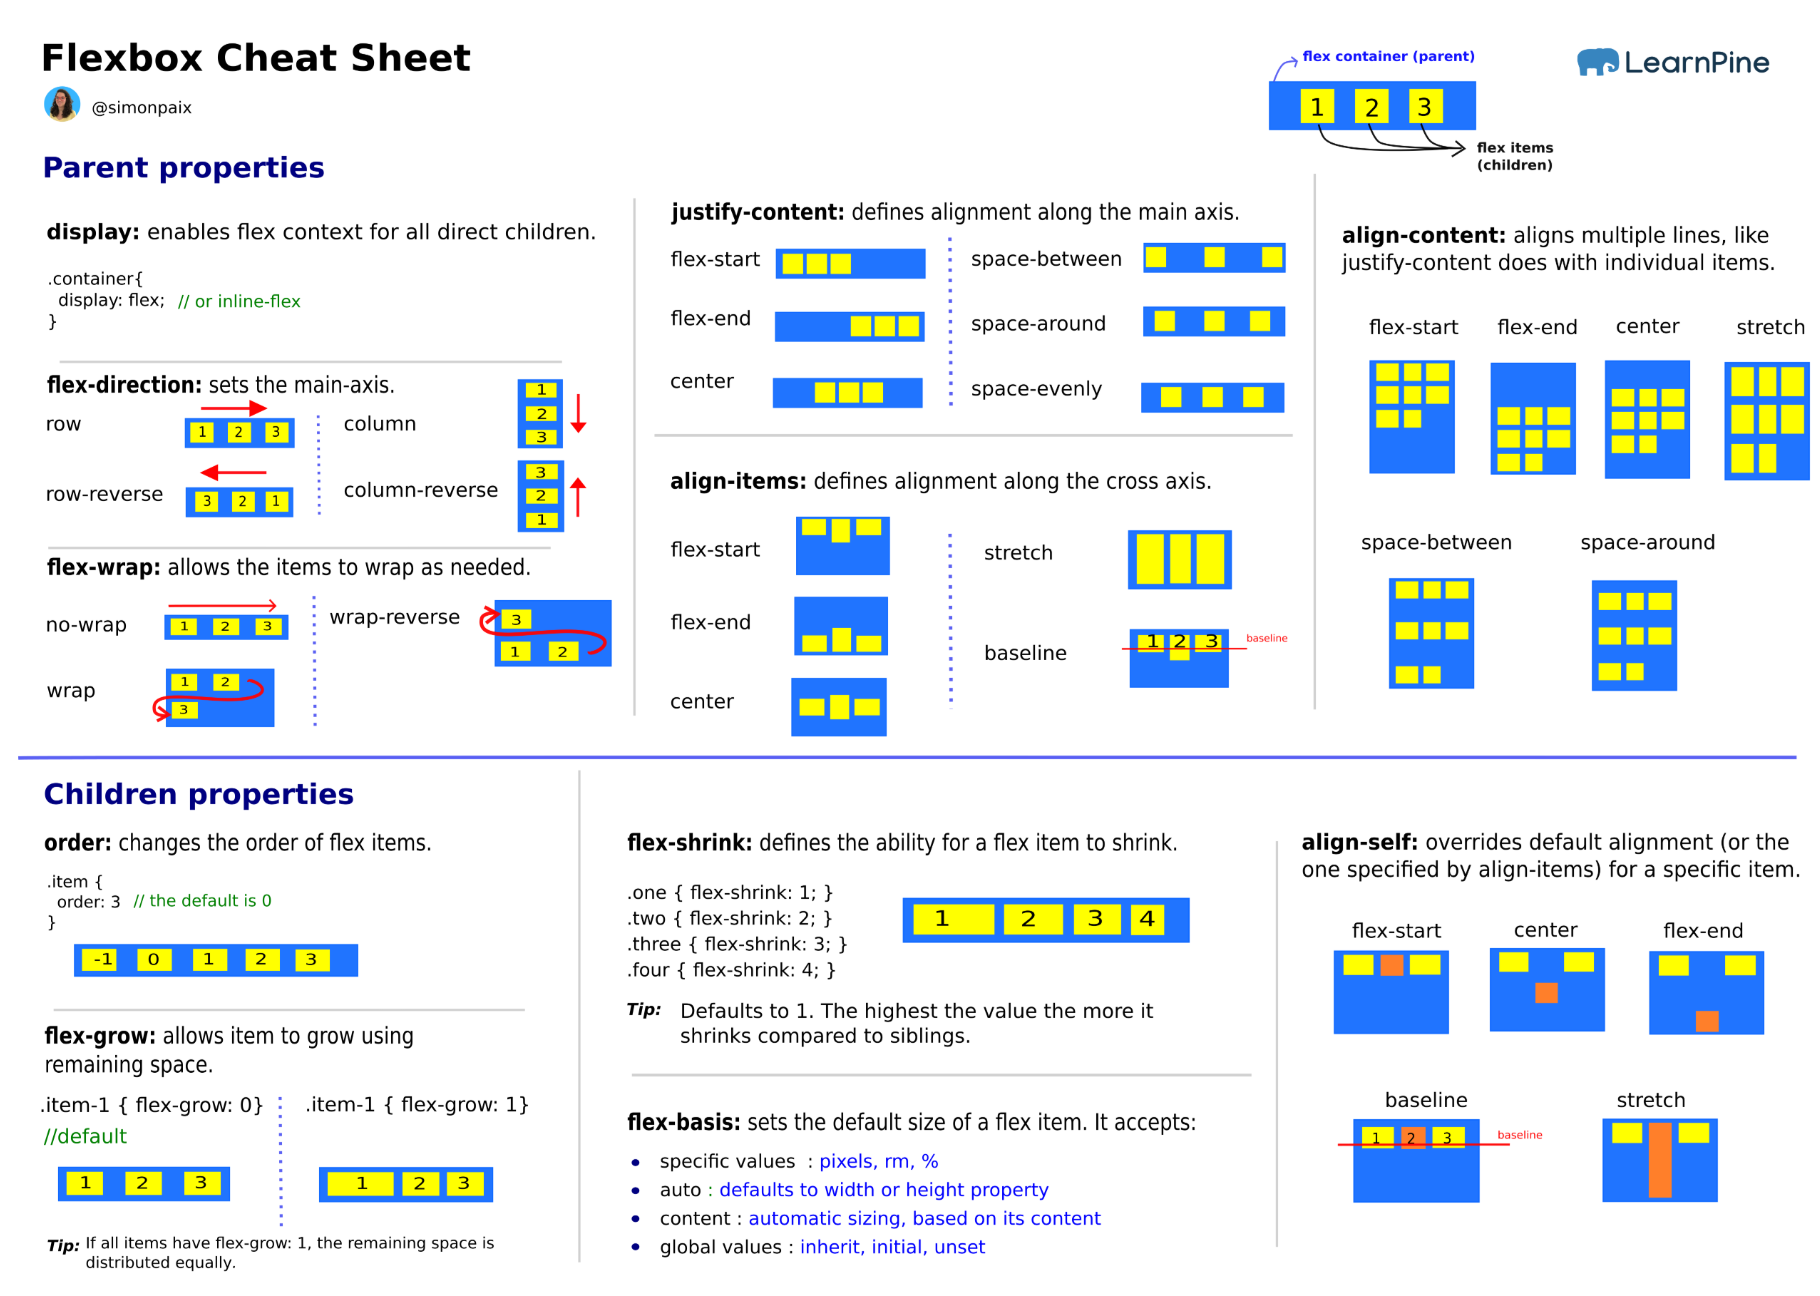 Flexbox Cheat Sheet
@simonpaix
flex container (parent)
1 2 3
flex items
(children)
LearnPine
Parent properties
display: enables flex context for all direct children.
.container{
display: flex; // or inline-flex
}
flex-direction: sets the main-axis.
row
1 2 3
column
1
2
3
row-reverse
3 2 1
column-reverse
3
2
1
flex-wrap: allows the items to wrap as needed.
no-wrap
1 2 3
wrap-reverse
3
1 2
wrap
1 2
3
justify-content: defines alignment along the main axis.
flex-start
space-between
flex-end
space-around
center
space-evenly
align-items: defines alignment along the cross axis.
flex-start
stretch
flex-end
baseline
1 2 3
baseline
center
align-content: aligns multiple lines, like
justify-content does with individual items.
flex-start
flex-end
center
stretch
space-between
space-around
Children properties
order: changes the order of flex items.
.item {
order: 3 // the default is 0
}
-1 0 1 2 3
flex-grow: allows item to grow using
remaining space.
.item-1 { flex-grow: 0}
//default
1 2 3
.item-1 { flex-grow: 1}
1 2 3
Tip: If all items have flex-grow: 1, the remaining space is
distributed equally.
flex-shrink: defines the ability for a flex item to shrink.
.one { flex-shrink: 1; }
.two { flex-shrink: 2; }
.three { flex-shrink: 3; }
.four { flex-shrink: 4; }
1 2 3 4
Tip: Defaults to 1. The highest the value the more it
shrinks compared to siblings.
flex-basis: sets the default size of a flex item. It accepts:
• specific values : pixels, rm, %
• auto : defaults to width or height property
• content : automatic sizing, based on its content
• global values : inherit, initial, unset
align-self: overrides default alignment (or the
one specified by align-items) for a specific item.
flex-start
center
flex-end
baseline
1 2 3
baseline
stretch